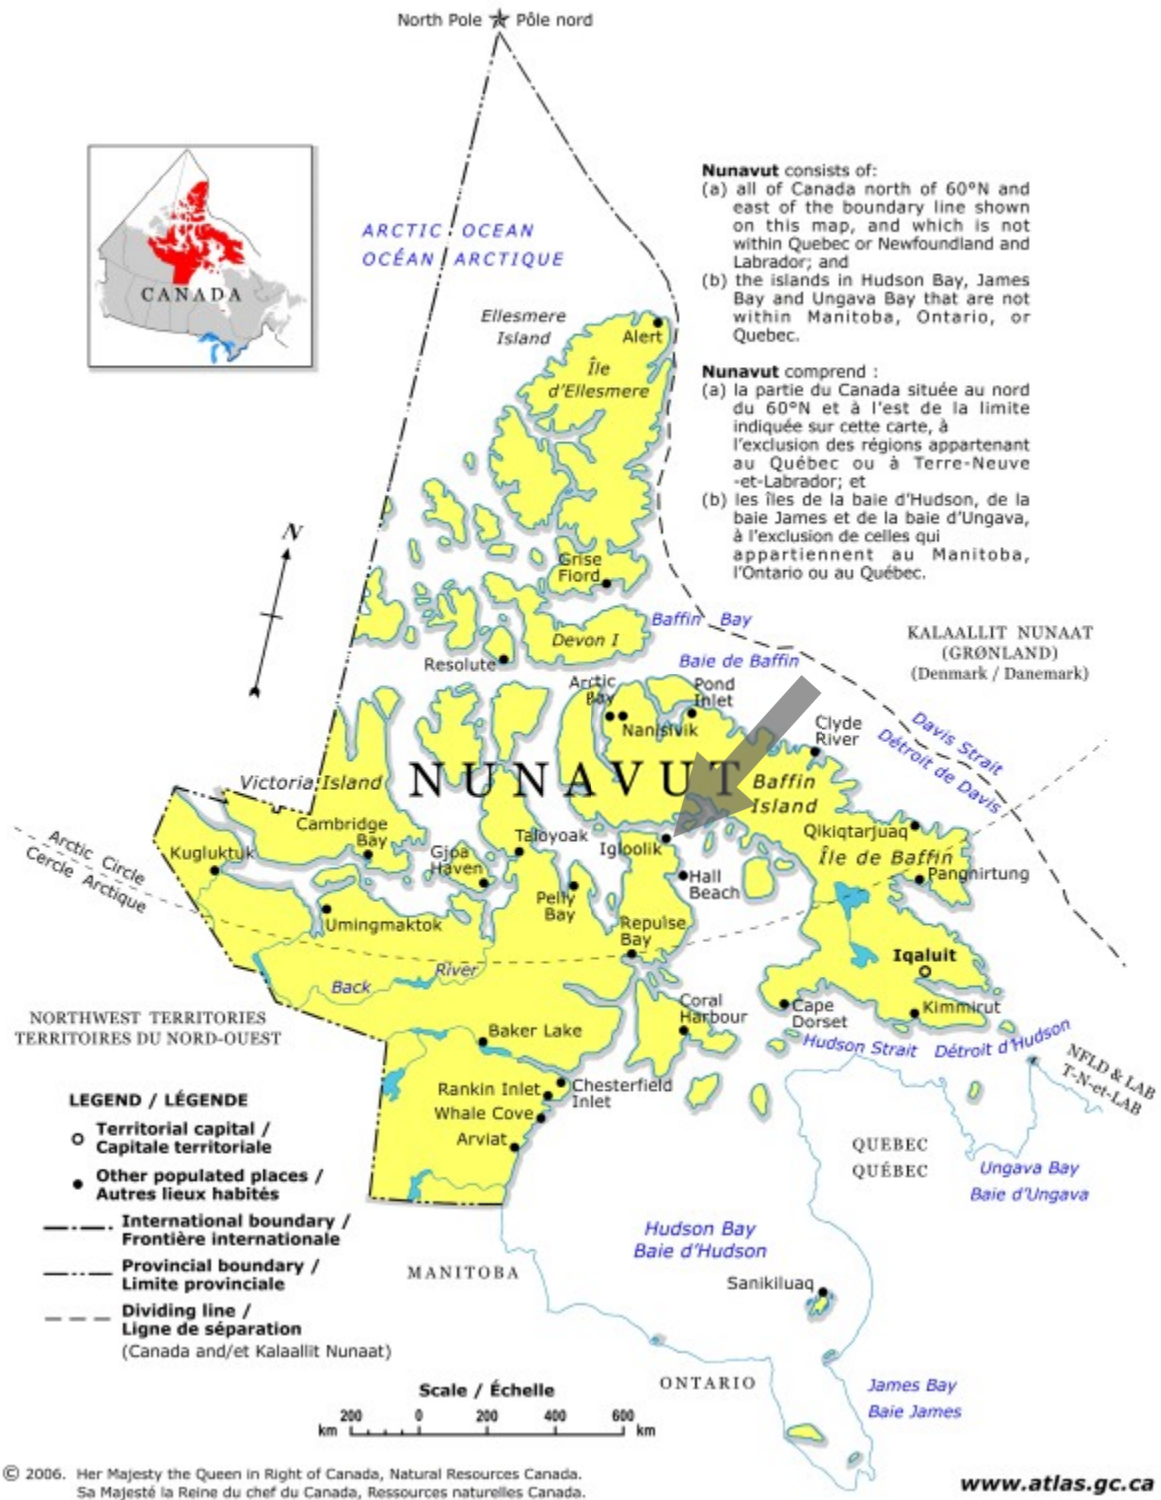 North Pole Pôle nord
CANADA
Nunavut consists of:
(a) all of Canada north of 60°N and
east of the boundary line shown
on this map, and which is not
within Quebec or Newfoundland and
Labrador; and
(b) the islands in Hudson Bay, James
Bay and Ungava Bay that are not
within Manitoba, Ontario, or
Quebec.
Nunavut comprend :
(a) la partie du Canada située au nord
du 60°N et à l'est de la limite
indiquée sur cette carte, à
l'exclusion des régions appartenant
au Québec ou à Terre-Neuve
-et-Labrador; et
(b) les îles de la baie d'Hudson, de la
baie James et de la baie d'Ungava,
à l'exclusion de celles qui
appartiennent au Manitoba,
l'Ontario ou au Québec.
ARCTIC OCEAN
OCÉAN ARCTIQUE
Ellesmere
Island
Alert
Île
d'Ellesmere
N
Grise
Fiord
Devon I
Resolute
Baffin Bay
Baie de Baffin
KALAALLIT NUNAAT
(GRØNLAND)
(Denmark / Danemark)
Arctic
Bay
Pond
Inlet
Nanisivik
Clyde
River
Davis Strait
Détroit de Davis
NUNAVUT
Victoria Island
Baffin
Island
Cambridge
Bay
Taloyoak
Igloolik
Qikiqtarjuaq
Île de Baffin
Arctic Circle
Cercle Arctique
Kugluktuk
Gjoa
Haven
Hall
Beach
Pangnirtung
Pelly
Bay
Umingmaktok
Repulse
Bay
Iqaluit
Back River
Coral
Harbour
Cape
Dorset
Kimmirut
NORTHWEST TERRITORIES
TERRITOIRES DU NORD-OUEST
Baker Lake
Hudson Strait Détroit d'Hudson
NFLD & LAB
T-N-et-LAB
Rankin Inlet
Chesterfield
Inlet
Whale Cove
Arviat
QUEBEC
QUÉBEC
Ungava Bay
Baie d'Ungava
Hudson Bay
Baie d'Hudson
Sanikiluaq
MANITOBA
ONTARIO
James Bay
Baie James
LEGEND / LÉGENDE
Territorial capital /
Capitale territoriale
Other populated places /
Autres lieux habités
International boundary /
Frontière internationale
Provincial boundary /
Limite provinciale
Dividing line /
Ligne de séparation
(Canada and/et Kalaallit Nunaat)
Scale / Échelle
200 0 200 400 600
km km
© 2006. Her Majesty the Queen in Right of Canada, Natural Resources Canada.
Sa Majesté la Reine du chef du Canada, Ressources naturelles Canada.
www.atlas.gc.ca